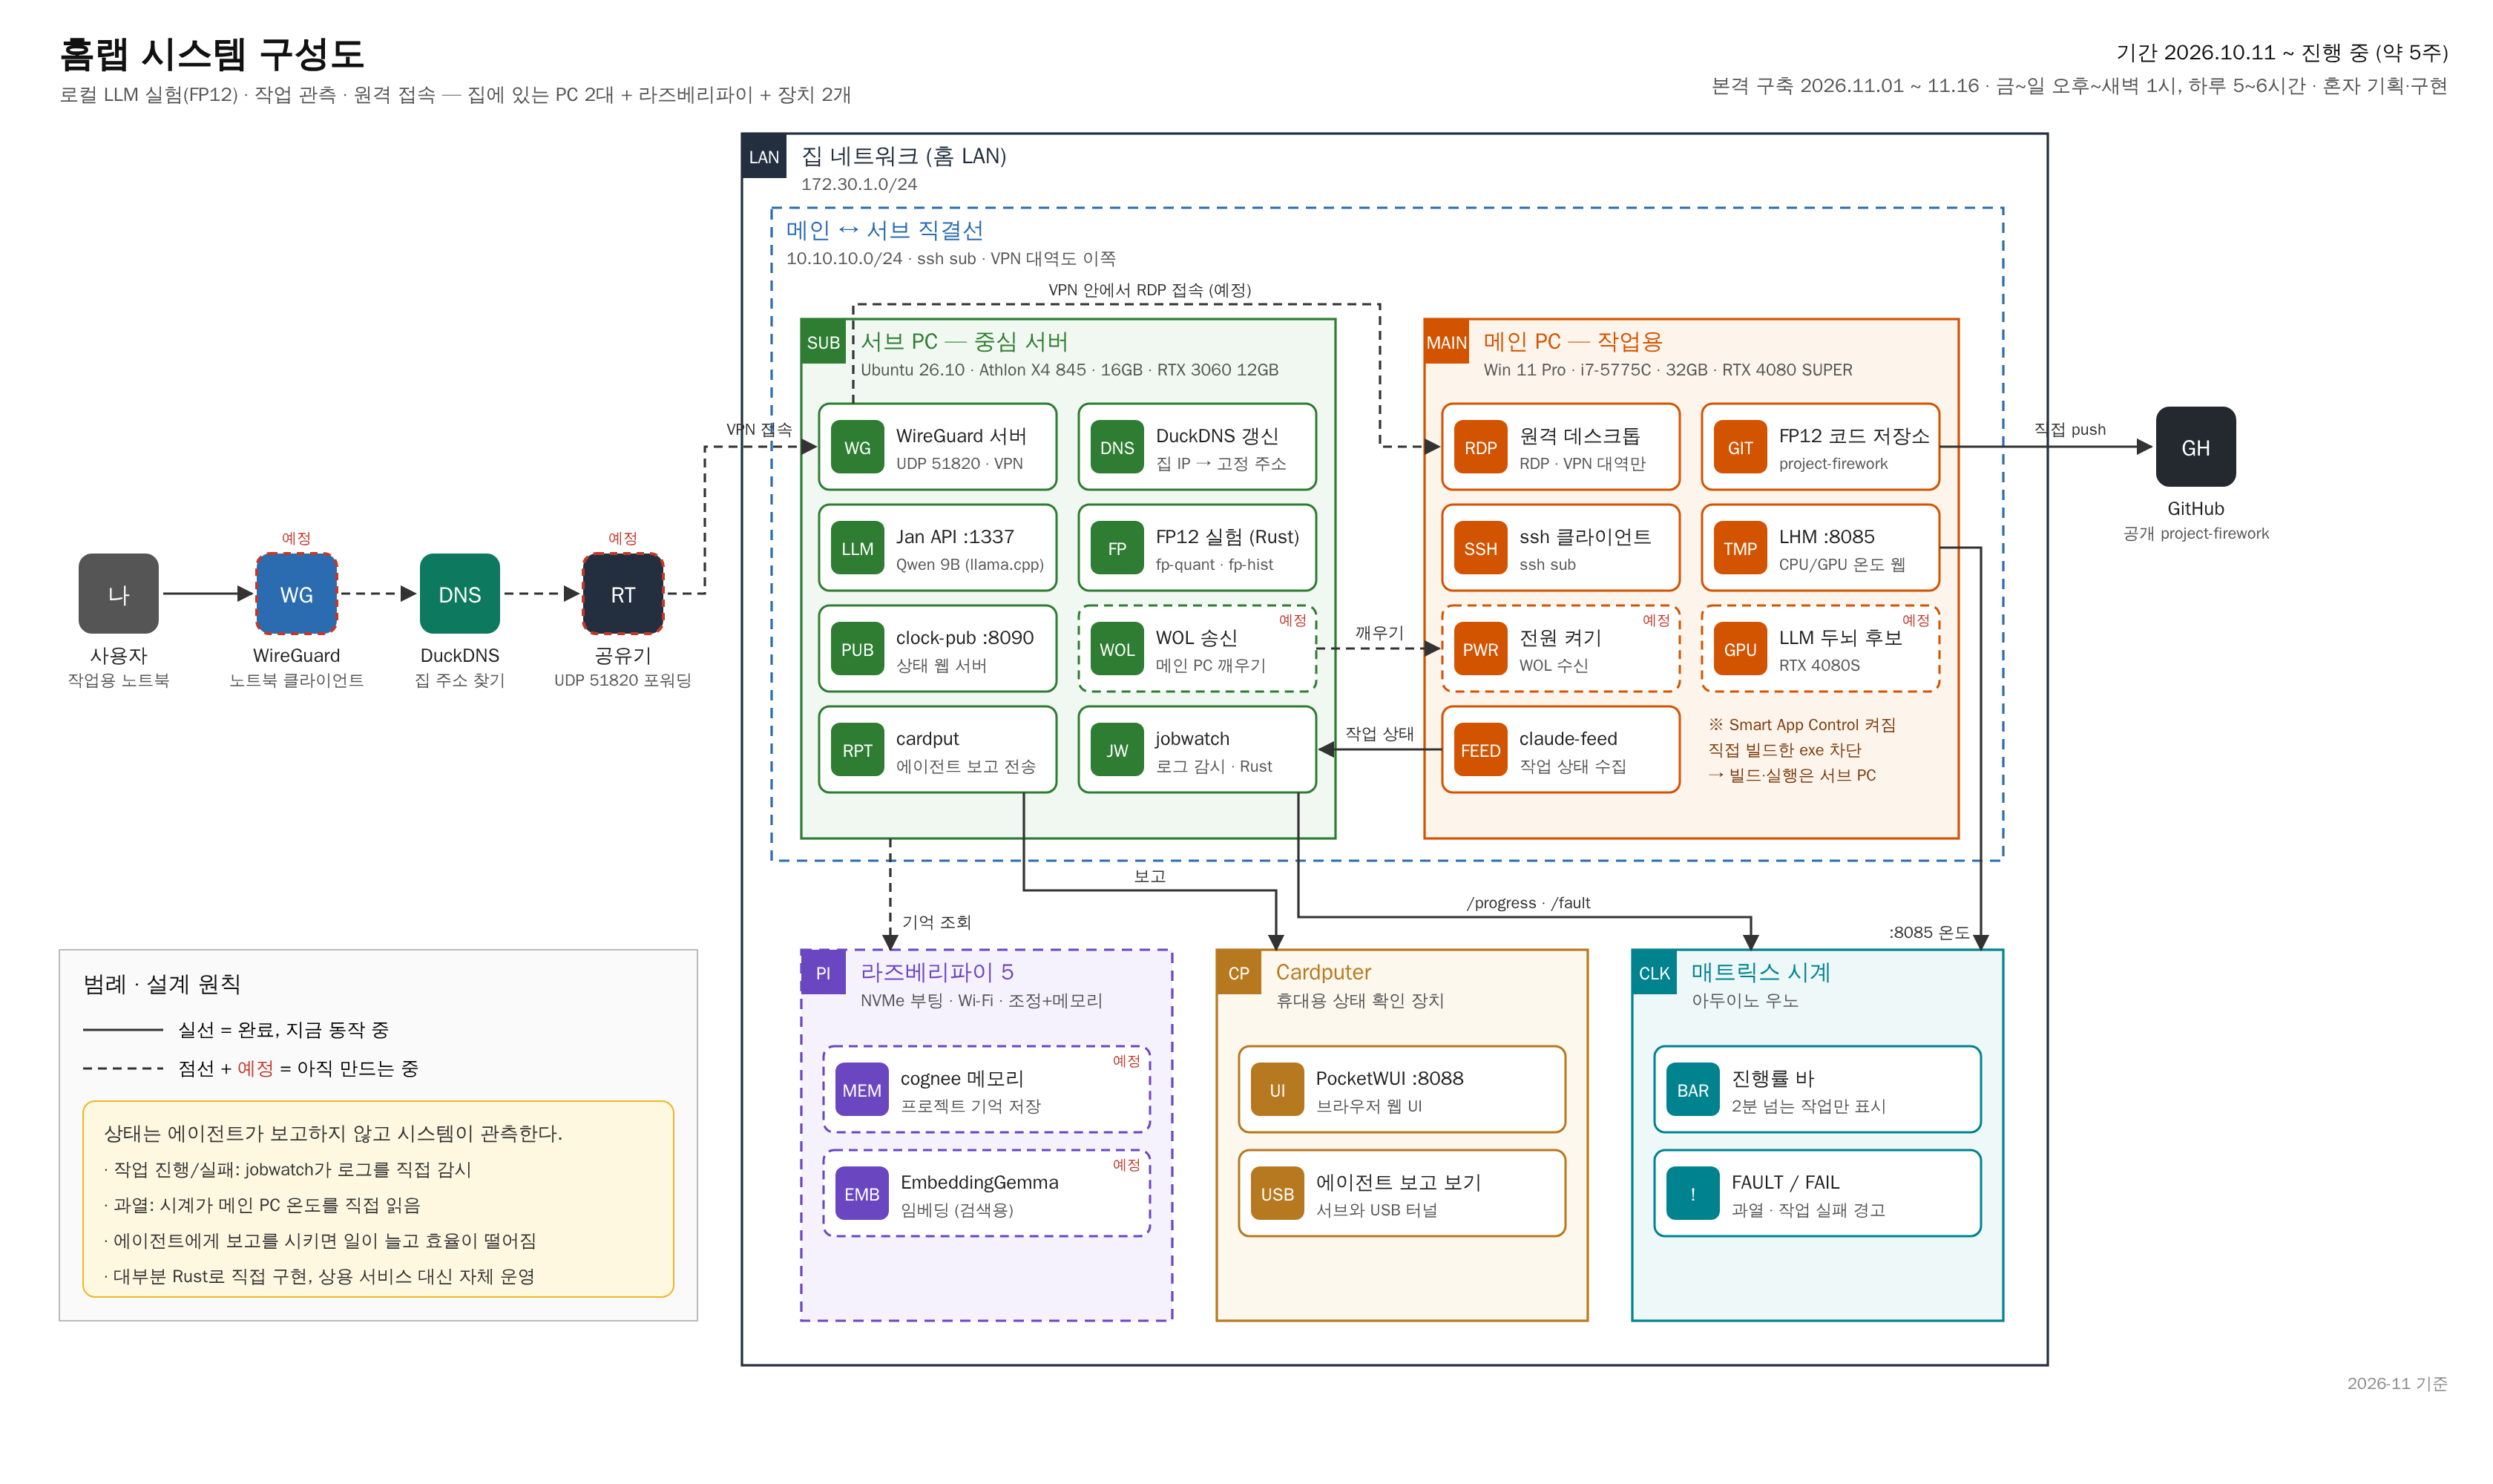 홈랩 시스템 구성도
로컬 LLM 실험(FP12) · 작업 관측 · 원격 접속 — 집에 있는 PC 2대 + 라즈베리파이 + 장치 2개
기간 2026.10.11 ~ 진행 중 (약 5주)
본격 구축 2026.11.01 ~ 11.16 · 금~일 오후~새벽 1시, 하루 5~6시간 · 혼자 기획·구현
LAN
집 네트워크 (홈 LAN)
172.30.1.0/24
메인 ↔ 서브 직결선
10.10.10.0/24 · ssh sub · VPN 대역도 이쪽
VPN 안에서 RDP 접속 (예정)
SUB
서브 PC — 중심 서버
Ubuntu 26.10 · Athlon X4 845 · 16GB · RTX 3060 12GB
WG
WireGuard 서버
UDP 51820 · VPN
DNS
DuckDNS 갱신
집 IP → 고정 주소
LLM
Jan API :1337
Qwen 9B (llama.cpp)
FP
FP12 실험 (Rust)
fp-quant · fp-hist
PUB
clock-pub :8090
상태 웹 서버
WOL
WOL 송신
메인 PC 깨우기
예정
RPT
cardput
에이전트 보고 전송
JW
jobwatch
로그 감시 · Rust
MAIN
메인 PC — 작업용
Win 11 Pro · i7-5775C · 32GB · RTX 4080 SUPER
RDP
원격 데스크톱
RDP · VPN 대역만
GIT
FP12 코드 저장소
project-firework
SSH
ssh 클라이언트
ssh sub
TMP
LHM :8085
CPU/GPU 온도 웹
PWR
전원 켜기
WOL 수신
예정
GPU
LLM 두뇌 후보
RTX 4080S
예정
FEED
claude-feed
작업 상태 수집
※ Smart App Control 켜짐
직접 빌드한 exe 차단
→ 빌드·실행은 서브 PC
깨우기
작업 상태
VPN 접속
직접 push
GH
GitHub
공개 project-firework
나
사용자
작업용 노트북
예정
WG
WireGuard
노트북 클라이언트
DNS
DuckDNS
집 주소 찾기
예정
RT
공유기
UDP 51820 포워딩
기억 조회
보고
/progress · /fault
:8085 온도
PI
라즈베리파이 5
NVMe 부팅 · Wi-Fi · 조정+메모리
예정
MEM
cognee 메모리
프로젝트 기억 저장
예정
EMB
EmbeddingGemma
임베딩 (검색용)
CP
Cardputer
휴대용 상태 확인 장치
UI
PocketWUI :8088
브라우저 웹 UI
USB
에이전트 보고 보기
서브와 USB 터널
CLK
매트릭스 시계
아두이노 우노
BAR
진행률 바
2분 넘는 작업만 표시
!
FAULT / FAIL
과열 · 작업 실패 경고
범례 · 설계 원칙
실선 = 완료, 지금 동작 중
점선 + 예정 = 아직 만드는 중
상태는 에이전트가 보고하지 않고 시스템이 관측한다.
· 작업 진행/실패: jobwatch가 로그를 직접 감시
· 과열: 시계가 메인 PC 온도를 직접 읽음
· 에이전트에게 보고를 시키면 일이 늘고 효율이 떨어짐
· 대부분 Rust로 직접 구현, 상용 서비스 대신 자체 운영
2026-11 기준